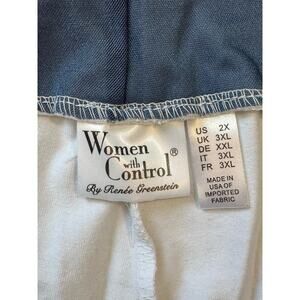 Women
with
Control®
By Renée Greenstein
US 2X
UK 3XL
DE XXL
IT 3XL
FR 3XL
MADE IN
USA OF
IMPORTED
FABRIC